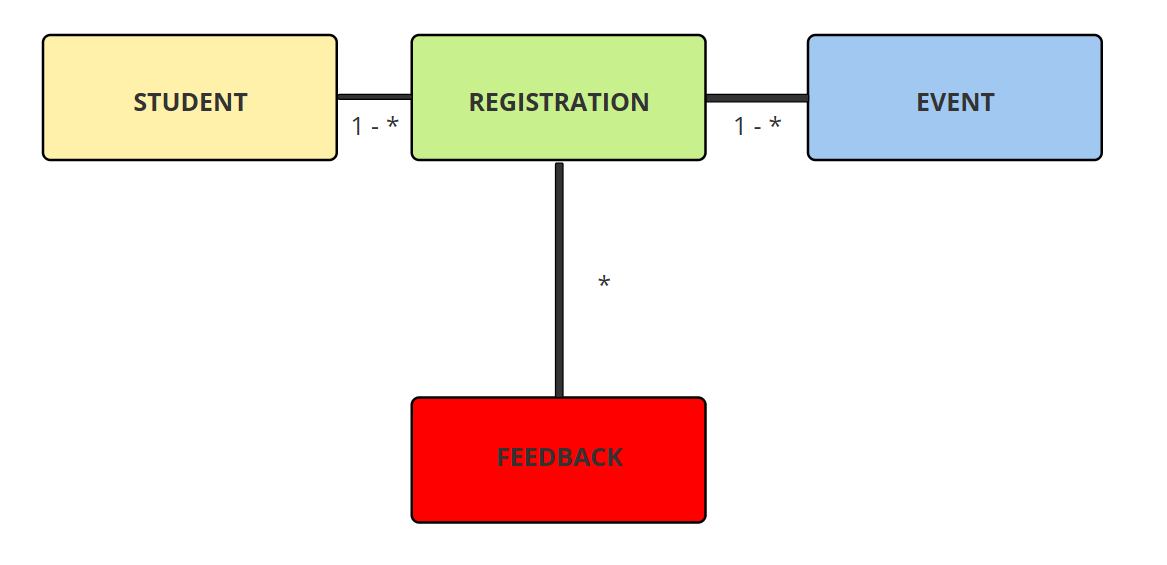 STUDENT
REGISTRATION
EVENT
1 - *
1 - *
*
FEEDBACK